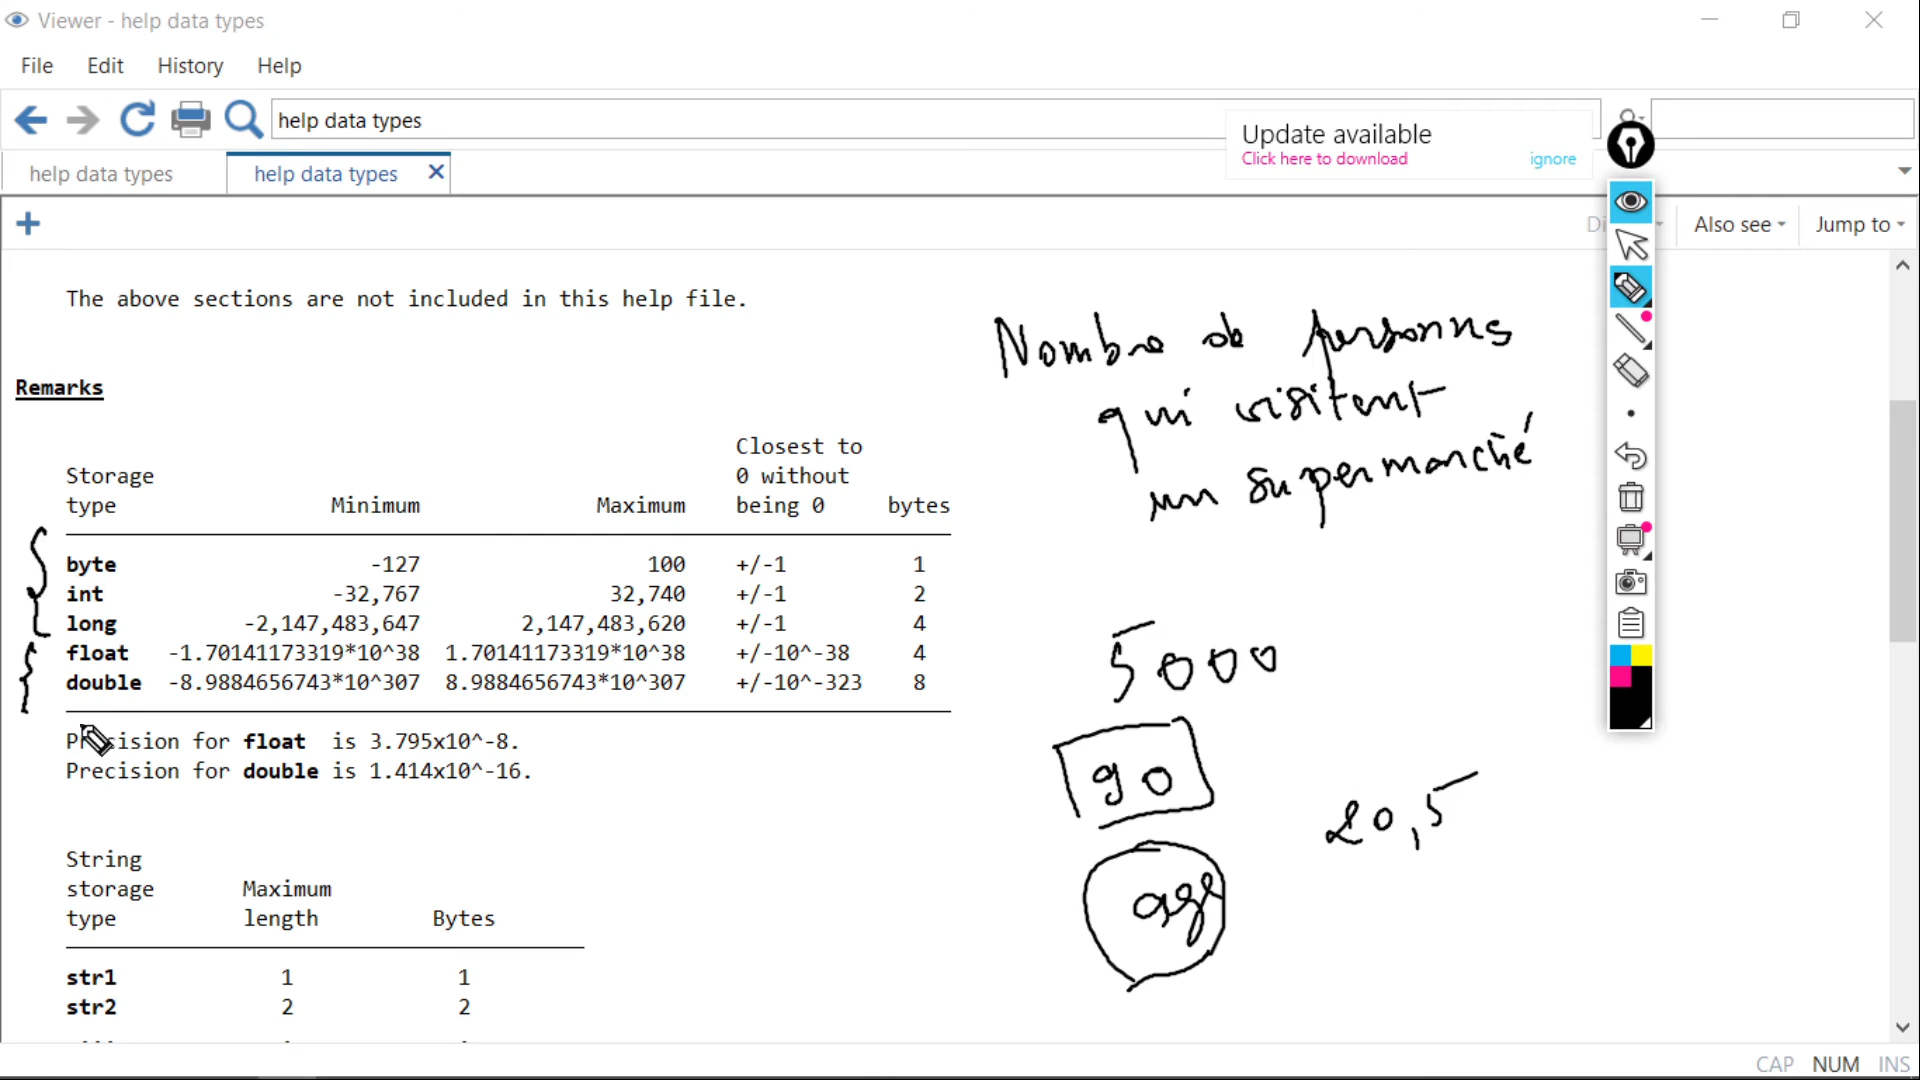 Viewer - help data types
File Edit History Help
help data types
Update available
Click here to download ignore
help data types help data types
Also see Jump to
The above sections are not included in this help file.
Nombre de personnes
qui visitent
un supermarché
Remarks
Closest to
Storage 0 without
type Minimum Maximum being 0 bytes
byte -127 100 +/-1 1
int -32,767 32,740 +/-1 2
long -2,147,483,647 2,147,483,620 +/-1 4
float -1.70141173319*10^38 1.70141173319*10^38 +/-10^-38 4
double -8.9884656743*10^307 8.9884656743*10^307 +/-10^-323 8
5000
Precision for float is 3.795x10^-8.
Precision for double is 1.414x10^-16.
90
20,5
age
String
storage Maximum
type length Bytes
str1 1 1
str2 2 2
CAP NUM INS